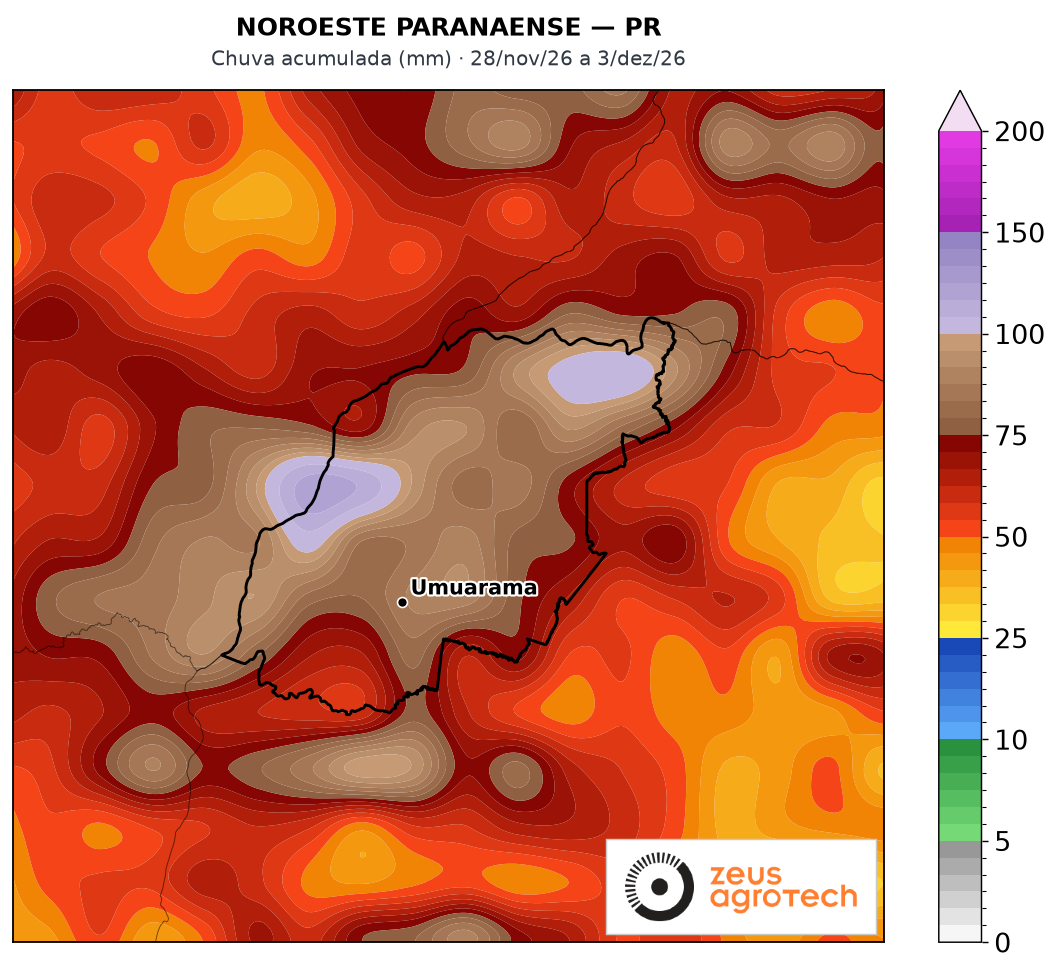 NOROESTE PARANAENSE — PR
Chuva acumulada (mm) · 28/nov/26 a 3/dez/26
200
150
100
75
50
25
10
5
0
Umuarama
zeus
agrotech